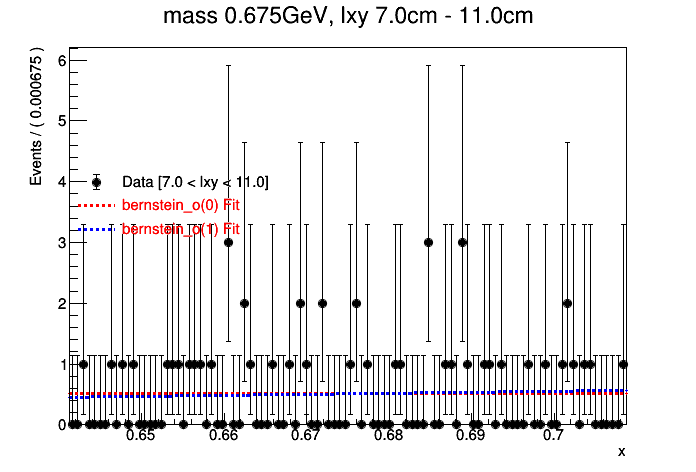 mass 0.675GeV, lxy 7.0cm - 11.0cm
Events / ( 0.000675 )
6
5
4
3
2
1
0
Data [7.0 < lxy < 11.0]
bernstein_o(0) Fit
bernstein_o(1) Fit
0.65 0.66 0.67 0.68 0.69 0.7
x